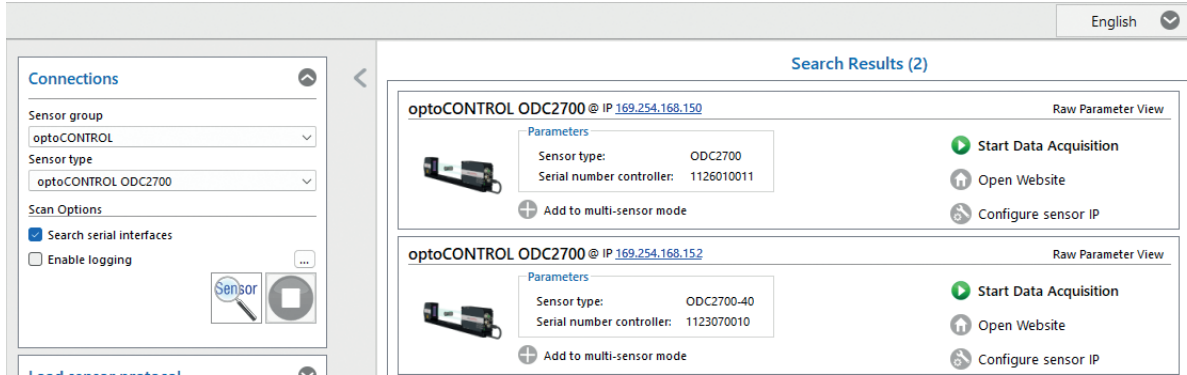 English
Connections
Sensor group
optoCONTROL
Sensor type
optoCONTROL ODC2700
Scan Options
Search serial interfaces
Enable logging
...
Sensor
Load sensor protocol
Search Results (2)
optoCONTROL ODC2700 @ IP 169.254.168.150
Raw Parameter View
Parameters
Sensor type: ODC2700
Serial number controller: 1126010011
Add to multi-sensor mode
Start Data Acquisition
Open Website
Configure sensor IP
optoCONTROL ODC2700 @ IP 169.254.168.152
Raw Parameter View
Parameters
Sensor type: ODC2700-40
Serial number controller: 1123070010
Add to multi-sensor mode
Start Data Acquisition
Open Website
Configure sensor IP